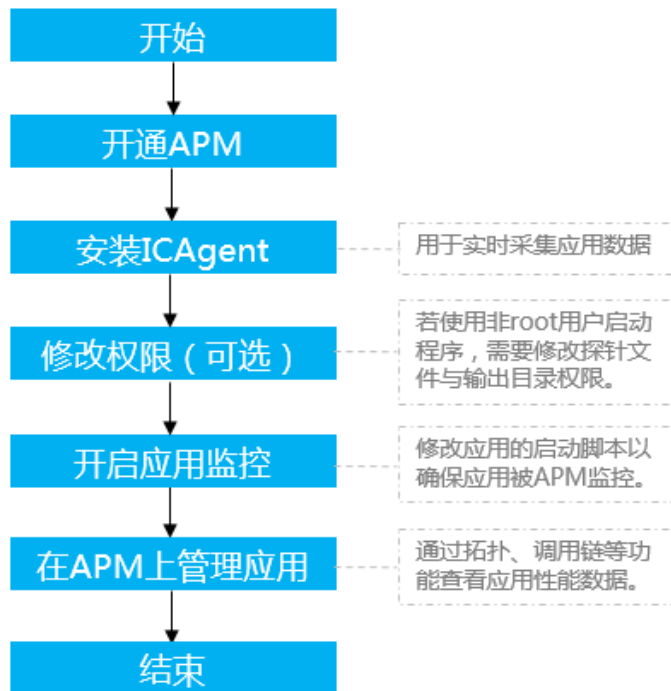 开始
开通APM
安装ICAgent
用于实时采集应用数据
修改权限（可选）
若使用非root用户启动
程序，需要修改探针文
件与输出目录权限。
开启应用监控
修改应用的启动脚本以
确保应用被APM监控。
在APM上管理应用
通过拓扑、调用链等功
能查看应用性能数据。
结束